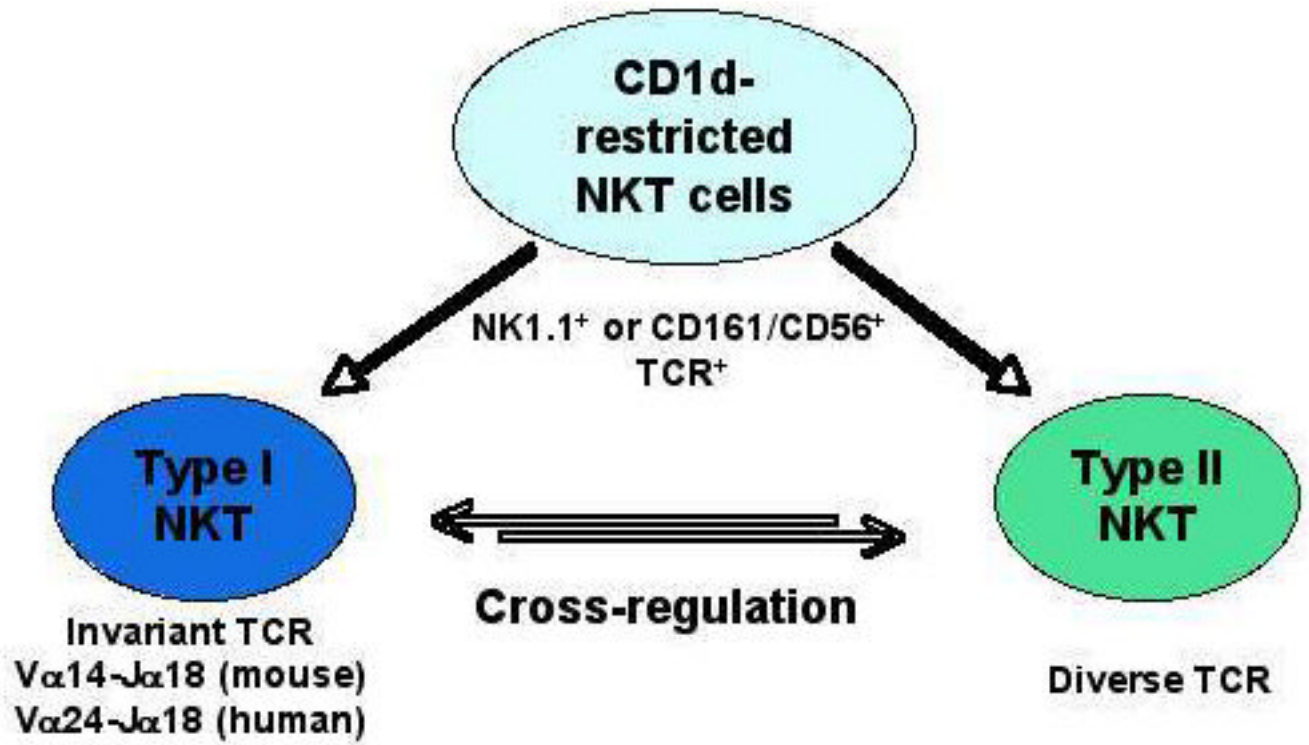 CD1d-
restricted
NKT cells
NK1.1⁺ or CD161/CD56⁺
TCR⁺
Type I
NKT
Type II
NKT
Cross-regulation
Invariant TCR
Vα14-Jα18 (mouse)
Vα24-Jα18 (human)
Diverse TCR